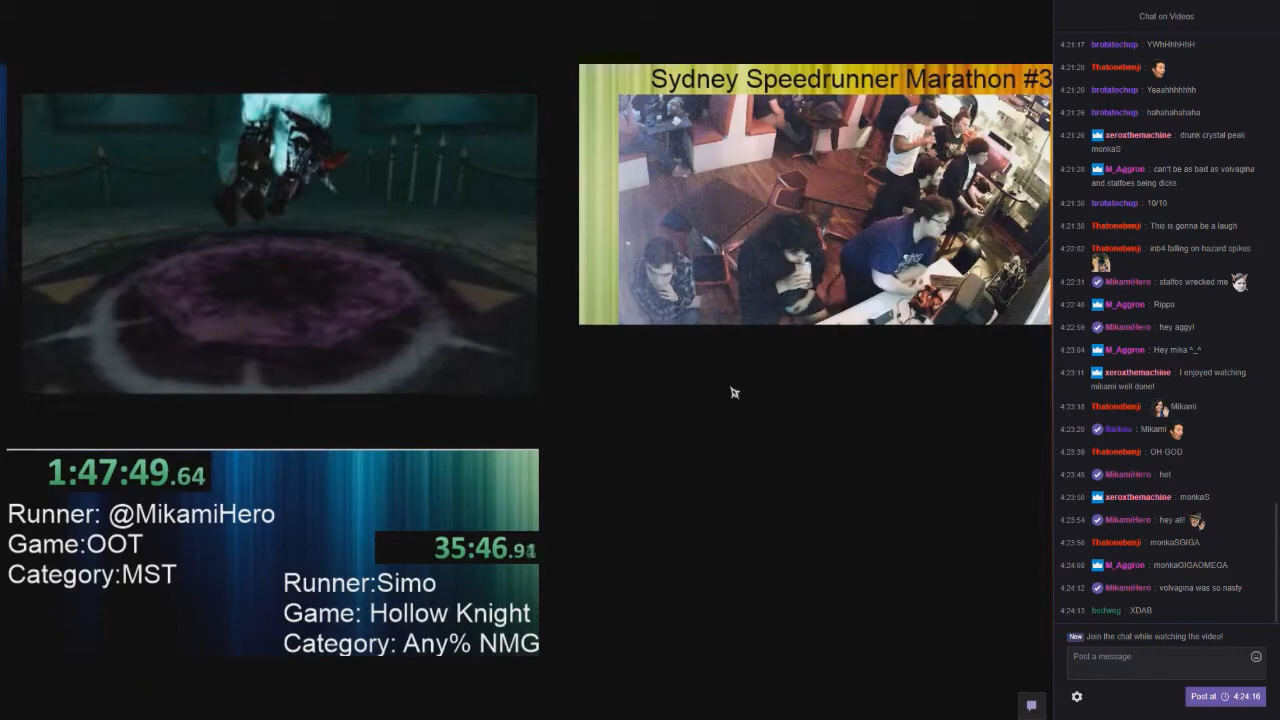 Sydney Speedrunner Marathon #3
1:47:49.64
Runner: @MikamiHero
Game:OOT
Category:MST
35:46.94
Runner:Simo
Game: Hollow Knight
Category: Any% NMG
Chat on Videos
4:21:17 brotatochup : YWhHhhHhH
4:21:20 Thatonebenji :
4:21:20 brotatochup : Yeaahhhhhhh
4:21:26 brotatochup : hahahahahaha
4:21:26 xeroxthemachine : drunk crystal peak
monkaS
4:21:28 M_Aggron : can't be as bad as volvagina
and stalfoes being dicks
4:21:30 brotatochup : 10/10
4:21:38 Thatonebenji : This is gonna be a laugh
4:22:02 Thatonebenji : inb4 falling on hazard spikes
4:22:31 MikamiHero : stalfos wrecked me
4:22:40 M_Aggron : Rippa
4:22:59 MikamiHero : hey aggy!
4:23:04 M_Aggron : Hey mika ^_^
4:23:11 xeroxthemachine : I enjoyed watching
mikami well done!
4:23:18 Thatonebenji : Mikami
4:23:20 Raikou : Mikami
4:23:39 Thatonebenji : OH GOD
4:23:45 MikamiHero : het
4:23:50 xeroxthemachine : monkaS
4:23:54 MikamiHero : hey all!
4:23:56 Thatonebenji : monkaSGIGA
4:24:08 M_Aggron : monkaGIGAOMEGA
4:24:12 MikamiHero : volvagina was so nasty
4:24:13 hedweg : XDAB
New Join the chat while watching the video!
Post a message
Post at 4:24:16